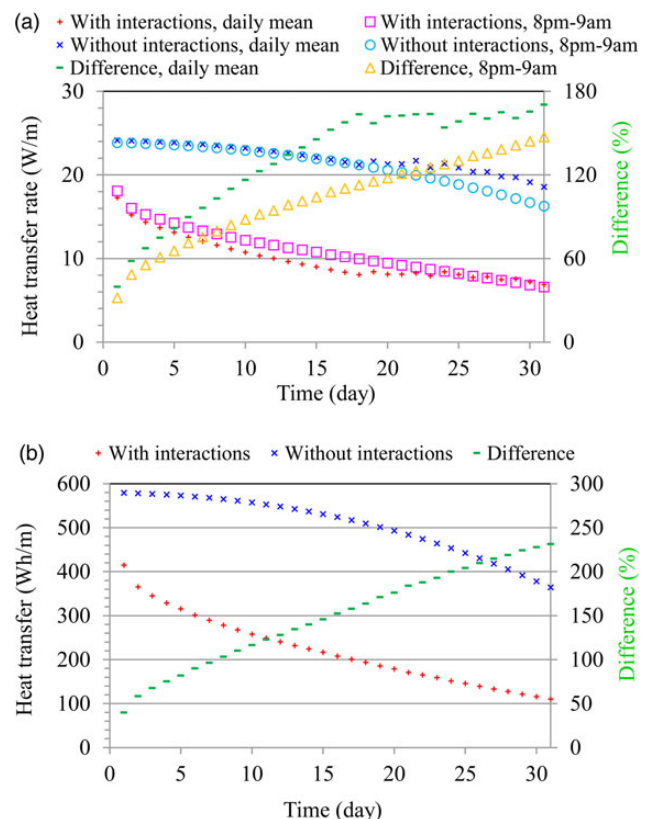 (a)
+ With interactions, daily mean □ With interactions, 8pm-9am
× Without interactions, daily mean ○ Without interactions, 8pm-9am
- Difference, daily mean △ Difference, 8pm-9am
Heat transfer rate (W/m)
30
20
10
0
Difference (%)
180
120
60
0
0 5 10 15 20 25 30
Time (day)
(b)
+ With interactions × Without interactions - Difference
Heat transfer (Wh/m)
600
500
400
300
200
100
0
Difference (%)
300
250
200
150
100
50
0
0 5 10 15 20 25 30
Time (day)